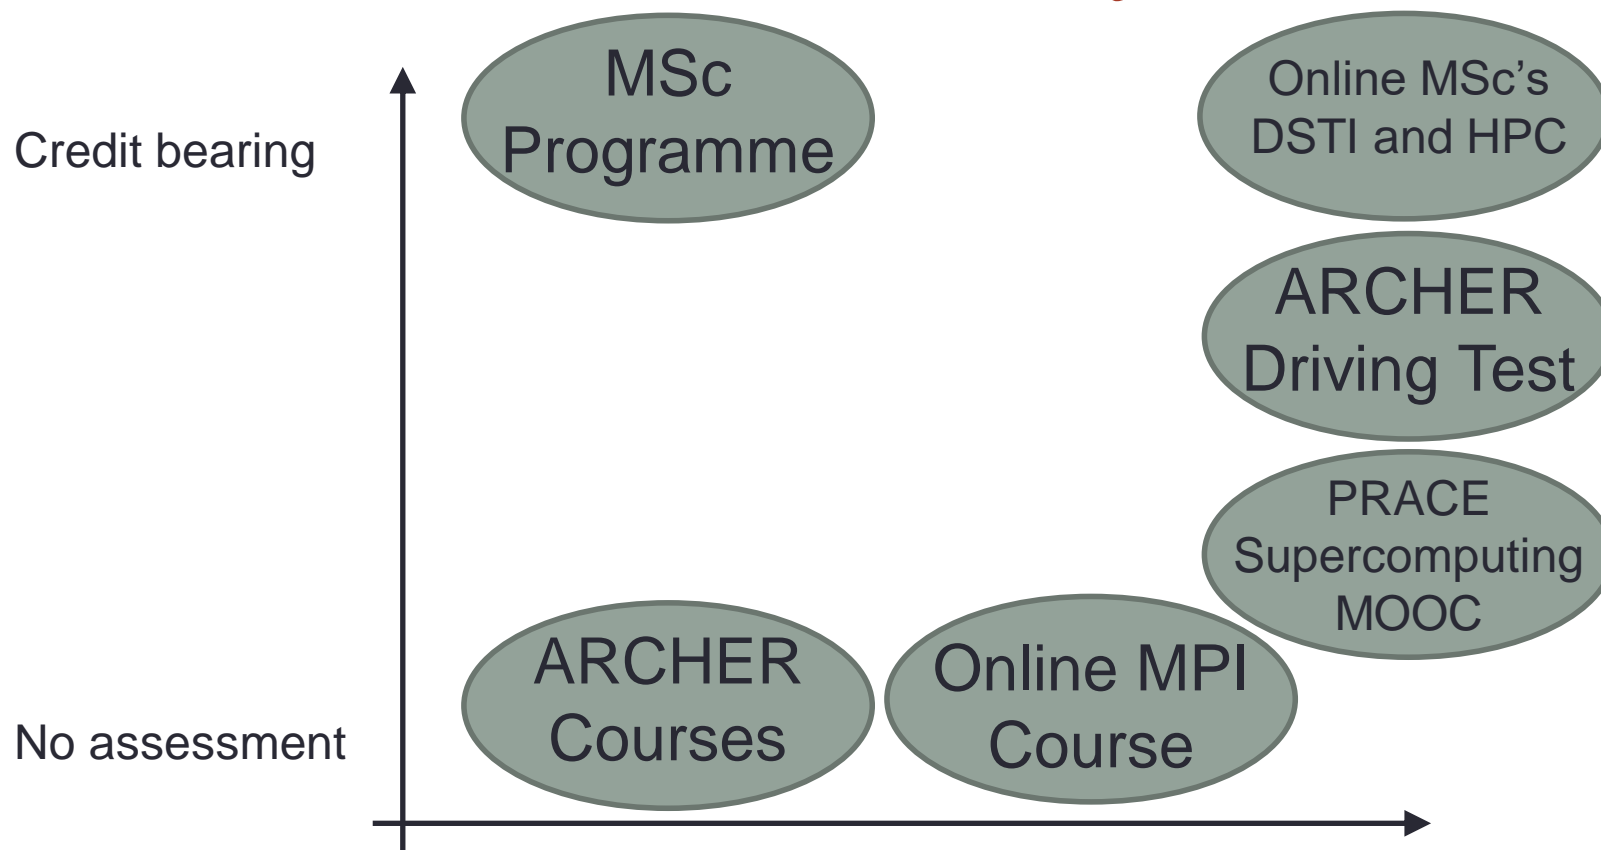 MSc
Programme
Online MSc’s
DSTI and HPC
Credit bearing
ARCHER
Driving Test
PRACE
Supercomputing
MOOC
ARCHER
Courses
Online MPI
Course
No assessment